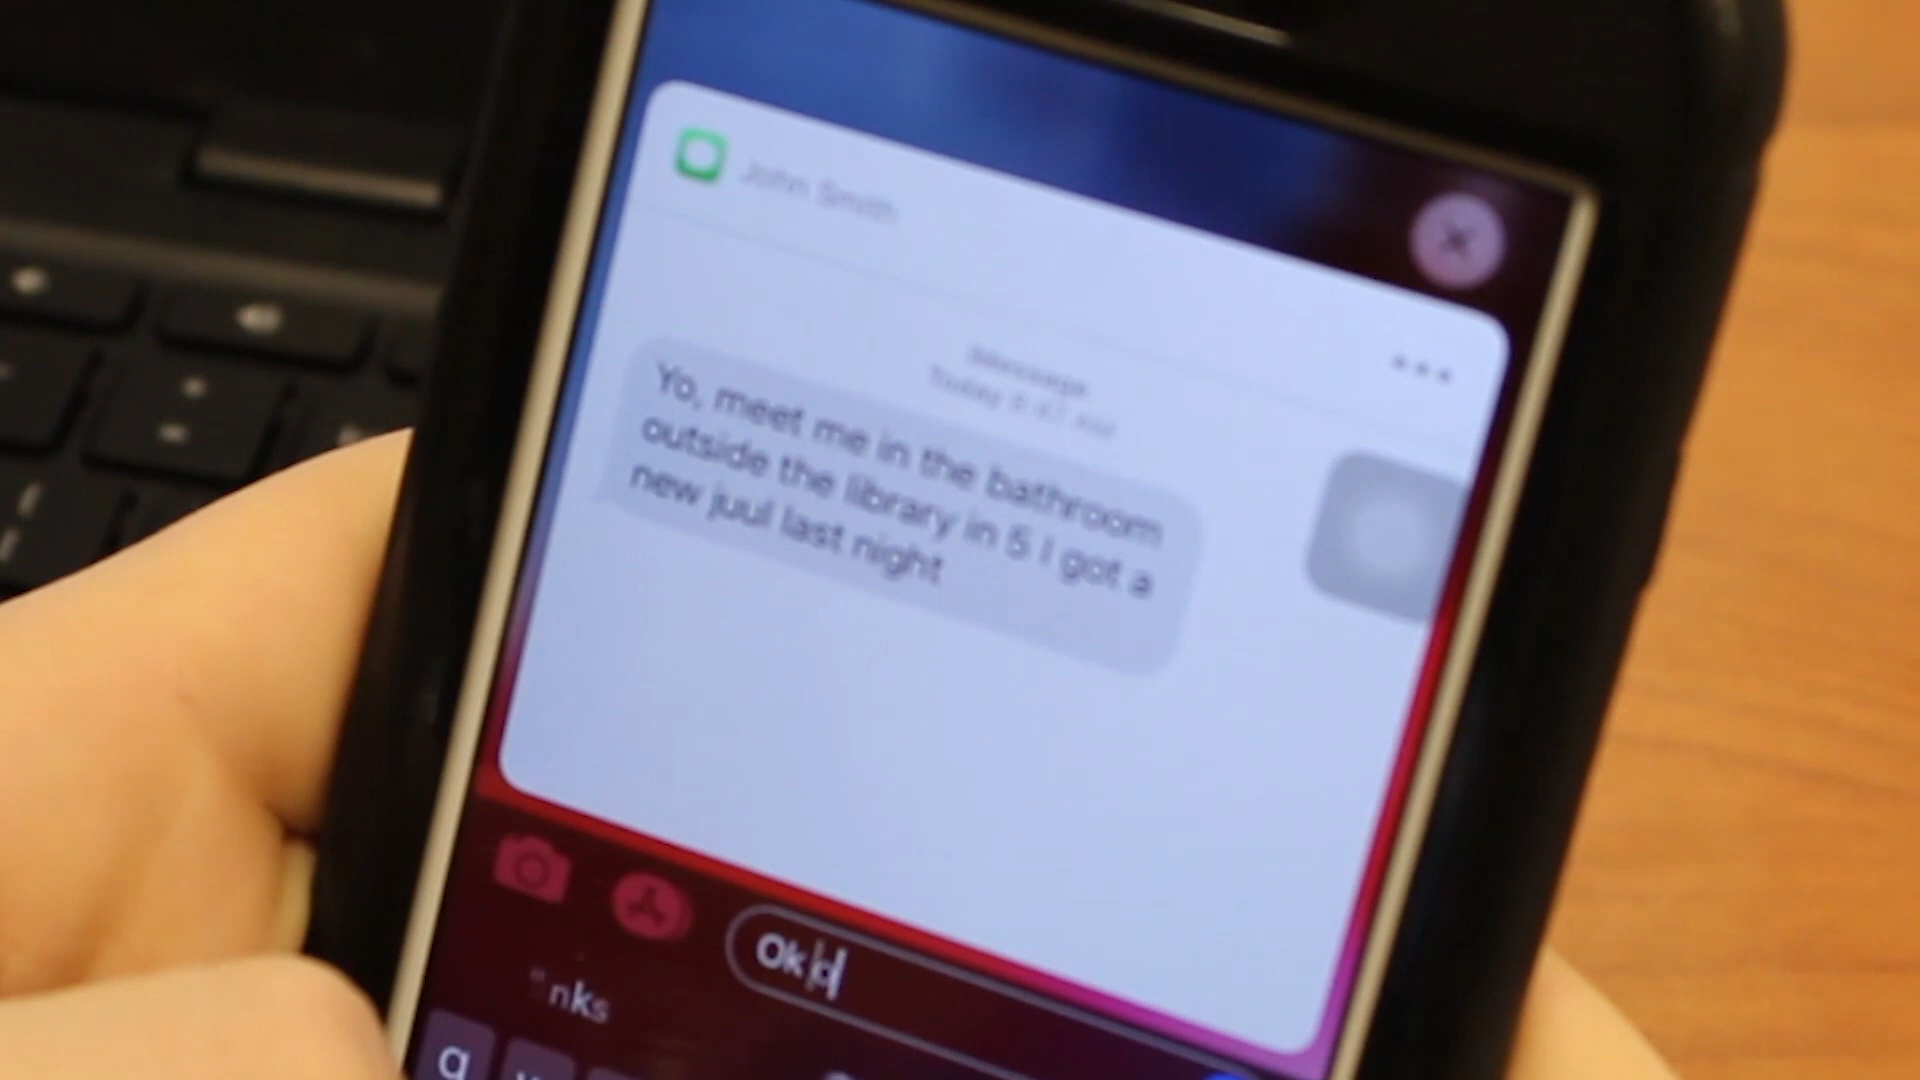 John Smith
iMessage
Yo, meet me in the bathroom
outside the library in 5 I got a
new juul last night
Ok
q